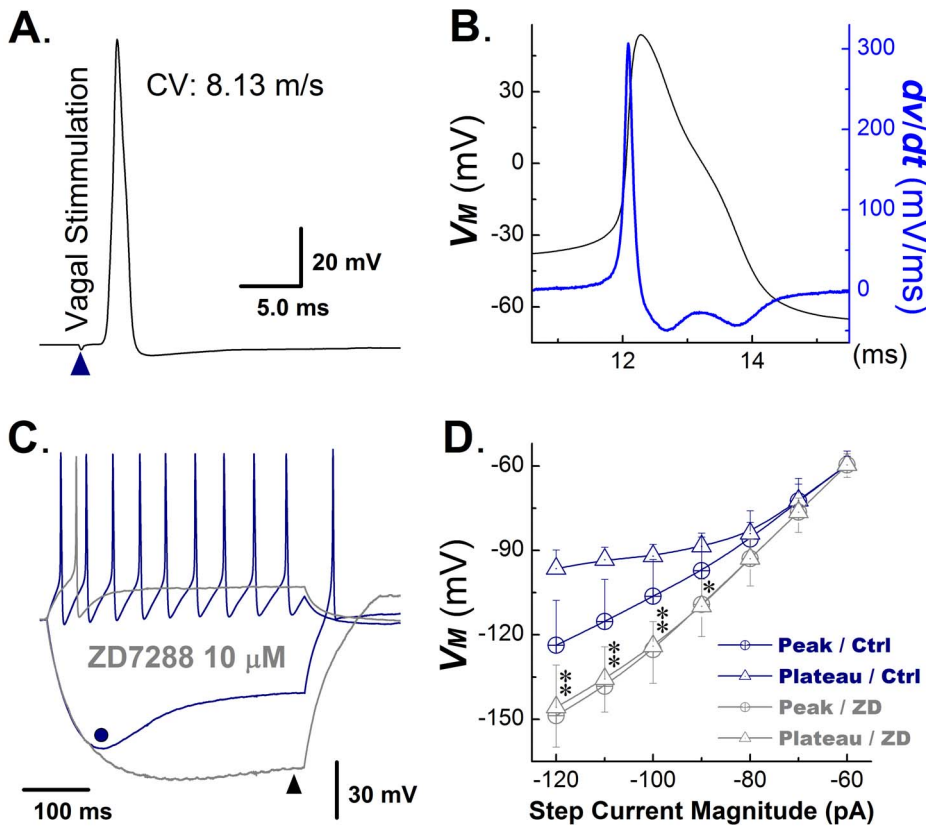 A.
Vagal Stimmulation
CV: 8.13 m/s
20 mV
5.0 ms
B.
VM (mV)
30
0
-30
-60
12
14
(ms)
300
200
100
0
dv/dt (mV/ms)
C.
ZD7288 10 μM
100 ms
30 mV
D.
VM (mV)
-60
-90
-120
-150
-120
-100
-80
-60
Step Current Magnitude (pA)
**
**
**
*
Peak / Ctrl
Plateau / Ctrl
Peak / ZD
Plateau / ZD